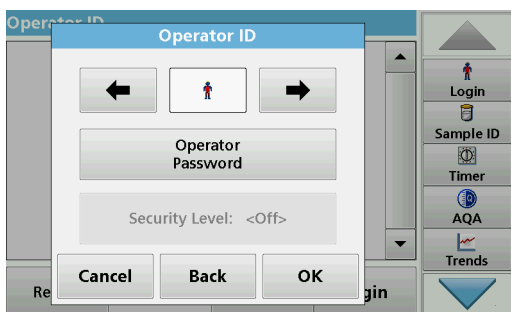 Operator ID
Operator ID
Operator
Password
Security Level: <Off>
Cancel
Back
OK
Login
Sample ID
Timer
AQA
Trends